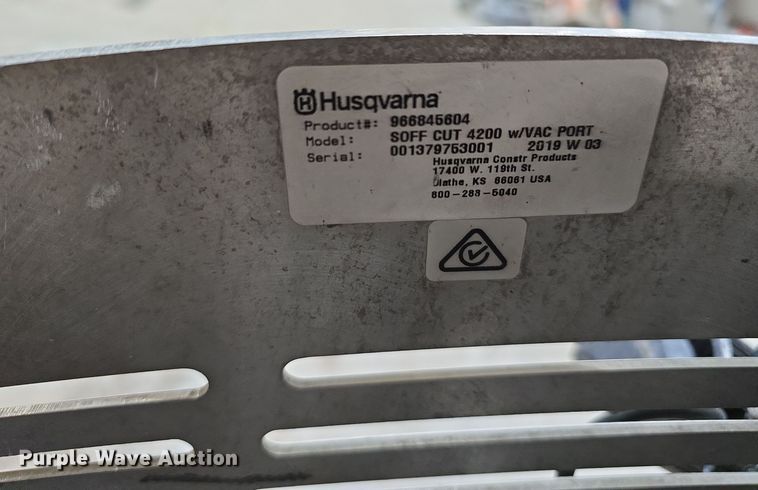 Husqvarna
Product#: 966845604
Model: SOFF CUT 4200 w/VAC PORT
Serial: 001379753001 2019 W 03
Husqvarna Constr Products
17400 W. 119th St.
Olathe, KS 66061 USA
800-288-5040
Purple Wave Auction